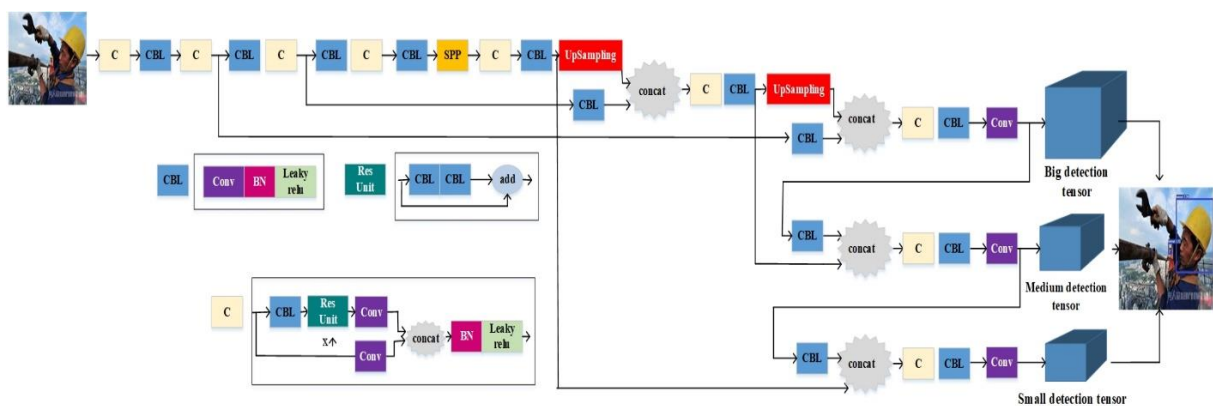 C CBL C CBL C CBL C CBL SPP C CBL UpSampling
CBL concat C CBL UpSampling
CBL concat C CBL Conv
Big detection
tensor
CBL Conv BN Leaky
relu
Res
Unit
CBL CBL add
CBL concat C CBL Conv
Medium detection
tensor
C CBL Res
Unit Conv
X↑
Conv
concat BN Leaky
relu
CBL concat C CBL Conv
Small detection tensor